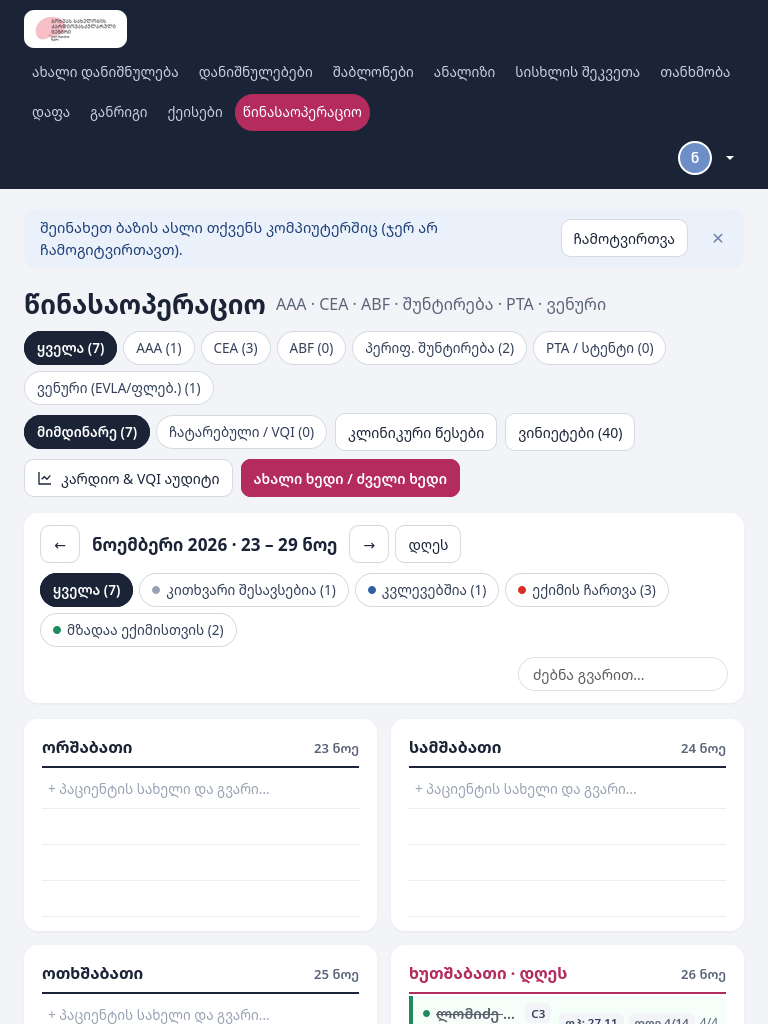 ახალი დანიშნულება დანიშნულებები შაბლონები ანალიზი სისხლის შეკვეთა თანხმობა
დაფა განრიგი ქეისები წინასაოპერაციო
ნ
შეინახეთ ბაზის ასლი თქვენს კომპიუტერშიც (ჯერ არ
ჩამოგიტვირთავთ).
ჩამოტვირთვა ✕
წინასაოპერაციო AAA · CEA · ABF · შუნტირება · PTA · ვენური
ყველა (7) AAA (1) CEA (3) ABF (0) პერიფ. შუნტირება (2) PTA / სტენტი (0)
ვენური (EVLA/ფლებ.) (1)
მიმდინარე (7) ჩატარებული / VQI (0) კლინიკური წესები ვინიეტები (40)
კარდიო & VQI აუდიტი ახალი ხედი / ძველი ხედი
← ნოემბერი 2026 · 23 – 29 ნოე → დღეს
ყველა (7) კითხვარი შესავსებია (1) კვლევებშია (1) ექიმის ჩართვა (3)
მზადაა ექიმისთვის (2)
ძებნა გვარით...
ორშაბათი 23 ნოე
+ პაციენტის სახელი და გვარი...
სამშაბათი 24 ნოე
+ პაციენტის სახელი და გვარი...
ოთხშაბათი 25 ნოე
+ პაციენტის სახელი და გვარი...
ხუთშაბათი · დღეს 26 ნოე
ლომიძე ... C3 4/4